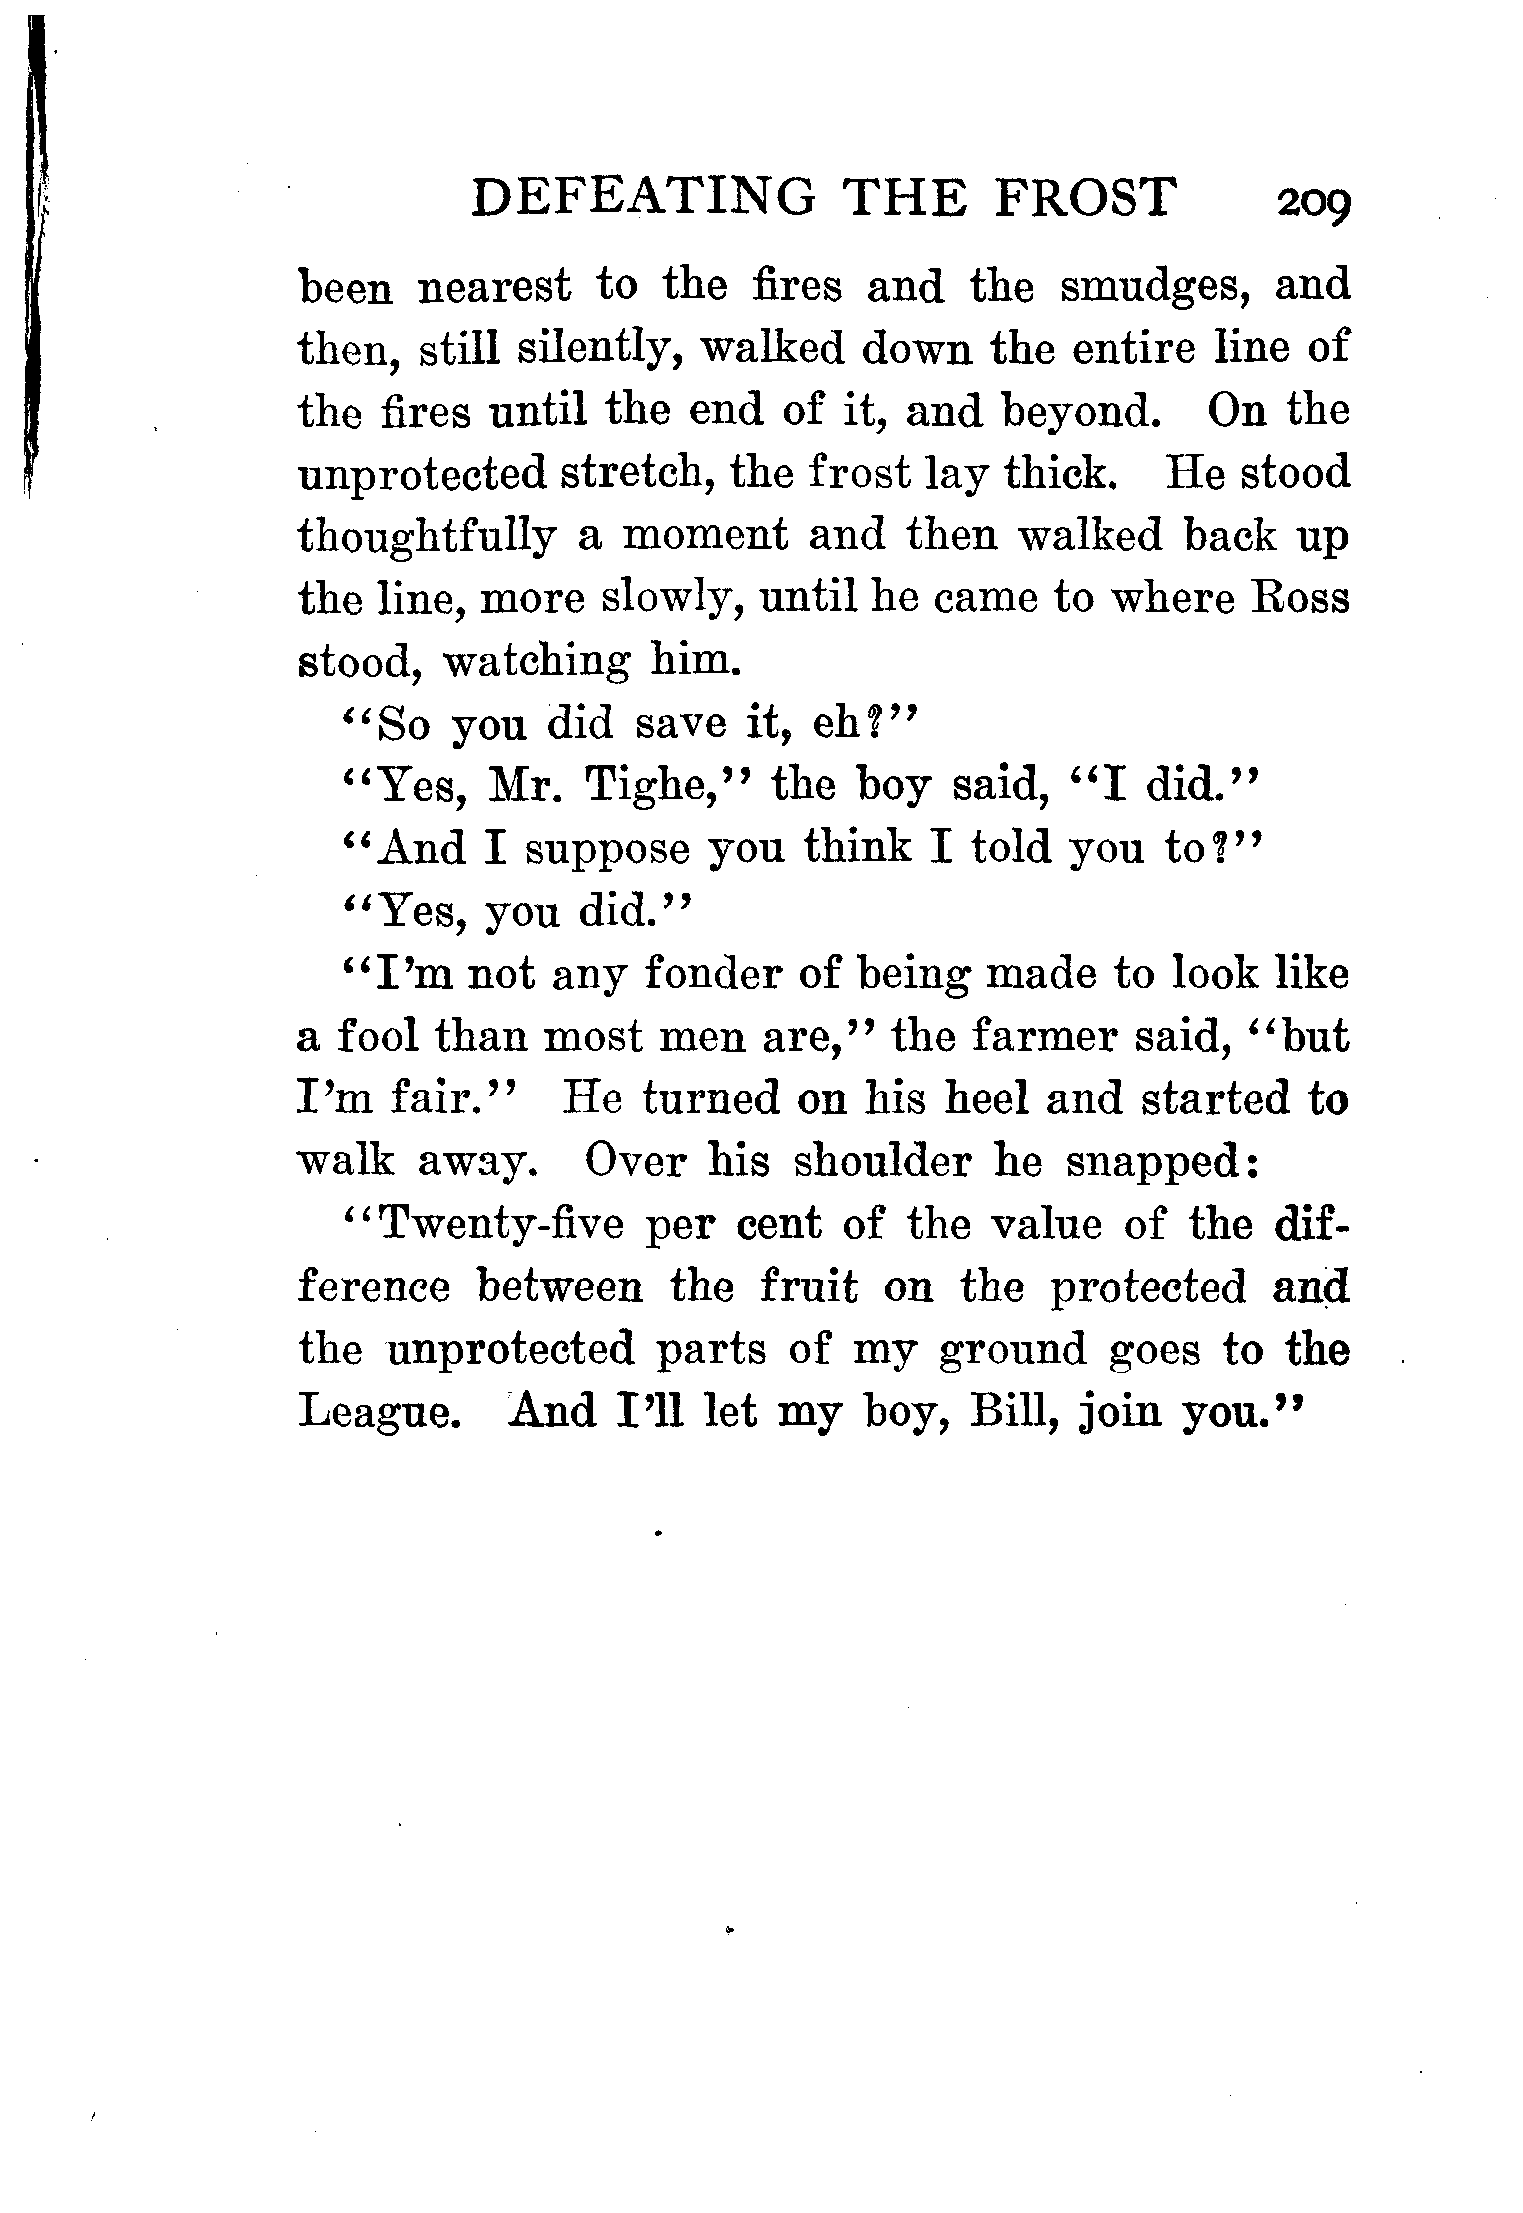 DEFEATING THE FROST 209
been nearest to the fires and the smudges, and
then, still silently, walked down the entire line of
the fires until the end of it, and beyond. On the
unprotected stretch, the frost lay thick. He stood
thoughtfully a moment and then walked back up
the line, more slowly, until he came to where Ross
stood, watching him.
"So you did save it, eh?"
"Yes, Mr. Tighe," the boy said, "I did."
"And I suppose you think I told you to?"
"Yes, you did."
"I'm not any fonder of being made to look like
a fool than most men are," the farmer said, "but
I'm fair." He turned on his heel and started to
walk away. Over his shoulder he snapped:
"Twenty-five per cent of the value of the dif-
ference between the fruit on the protected and
the unprotected parts of my ground goes to the
League. And I'll let my boy, Bill, join you."